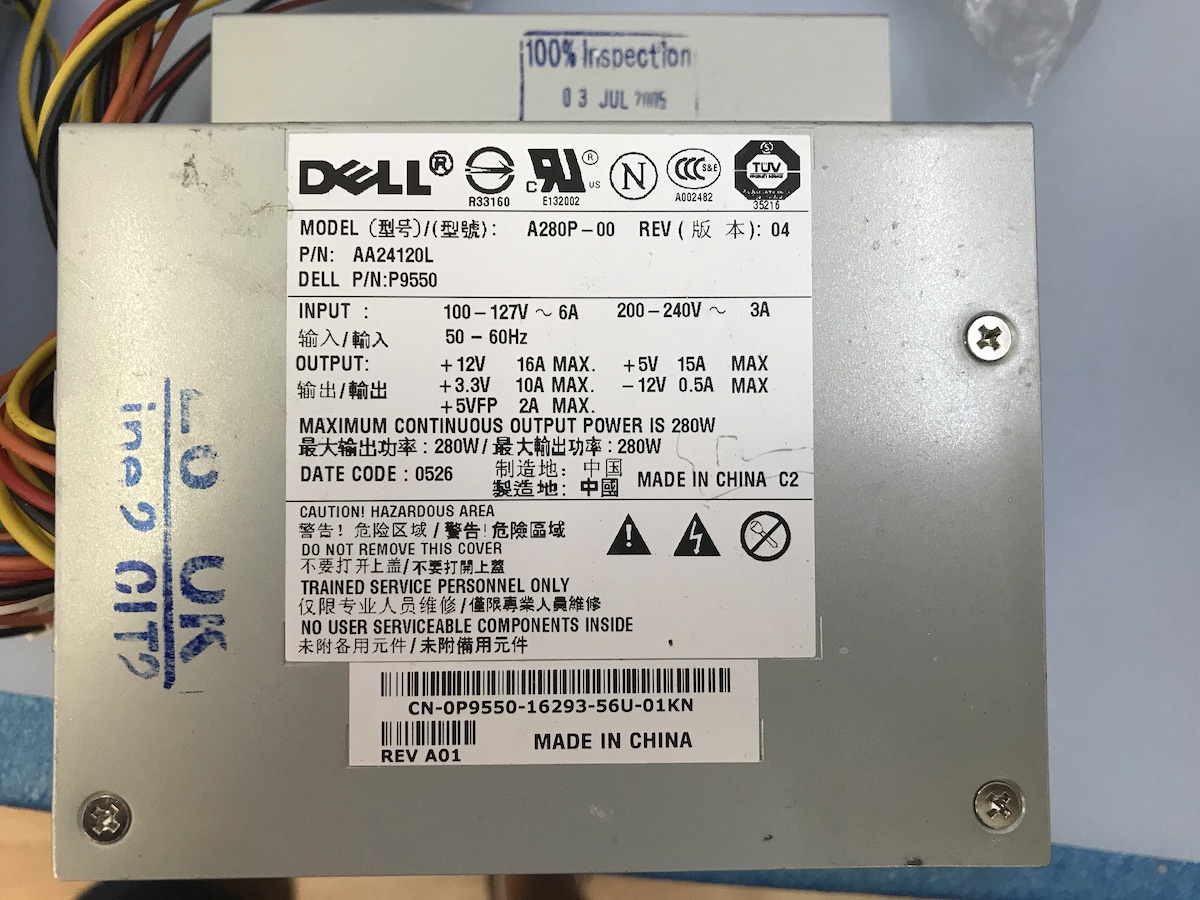 100% Inspection
03 JUL 2005
DELL®
R33160
c UR ® US
E132002
N
CCC S&E
A002482
S
TÜV
PRODUCT SERVICE
35216
MODEL (型号)/(型號): A280P-00 REV (版 本): 04
P/N: AA24120L
DELL P/N:P9550
INPUT : 100-127V ~ 6A 200-240V ~ 3A
输入/輸入 50-60Hz
OUTPUT: +12V 16A MAX. +5V 15A MAX
输出/輸出 +3.3V 10A MAX. -12V 0.5A MAX
+5VFP 2A MAX.
MAXIMUM CONTINUOUS OUTPUT POWER IS 280W
最大输出功率 : 280W / 最大輸出功率 : 280W
DATE CODE : 0526 制造地: 中国
製造地: 中國 MADE IN CHINA C2
CAUTION! HAZARDOUS AREA
警告! 危险区域 / 警告! 危險區域
DO NOT REMOVE THIS COVER
不要打开上盖/不要打開上蓋
TRAINED SERVICE PERSONNEL ONLY
仅限专业人员维修/僅限專業人員維修
NO USER SERVICEABLE COMPONENTS INSIDE
未附备用元件/未附備用元件
CN-0P9550-16293-56U-01KN
REV A01
MADE IN CHINA